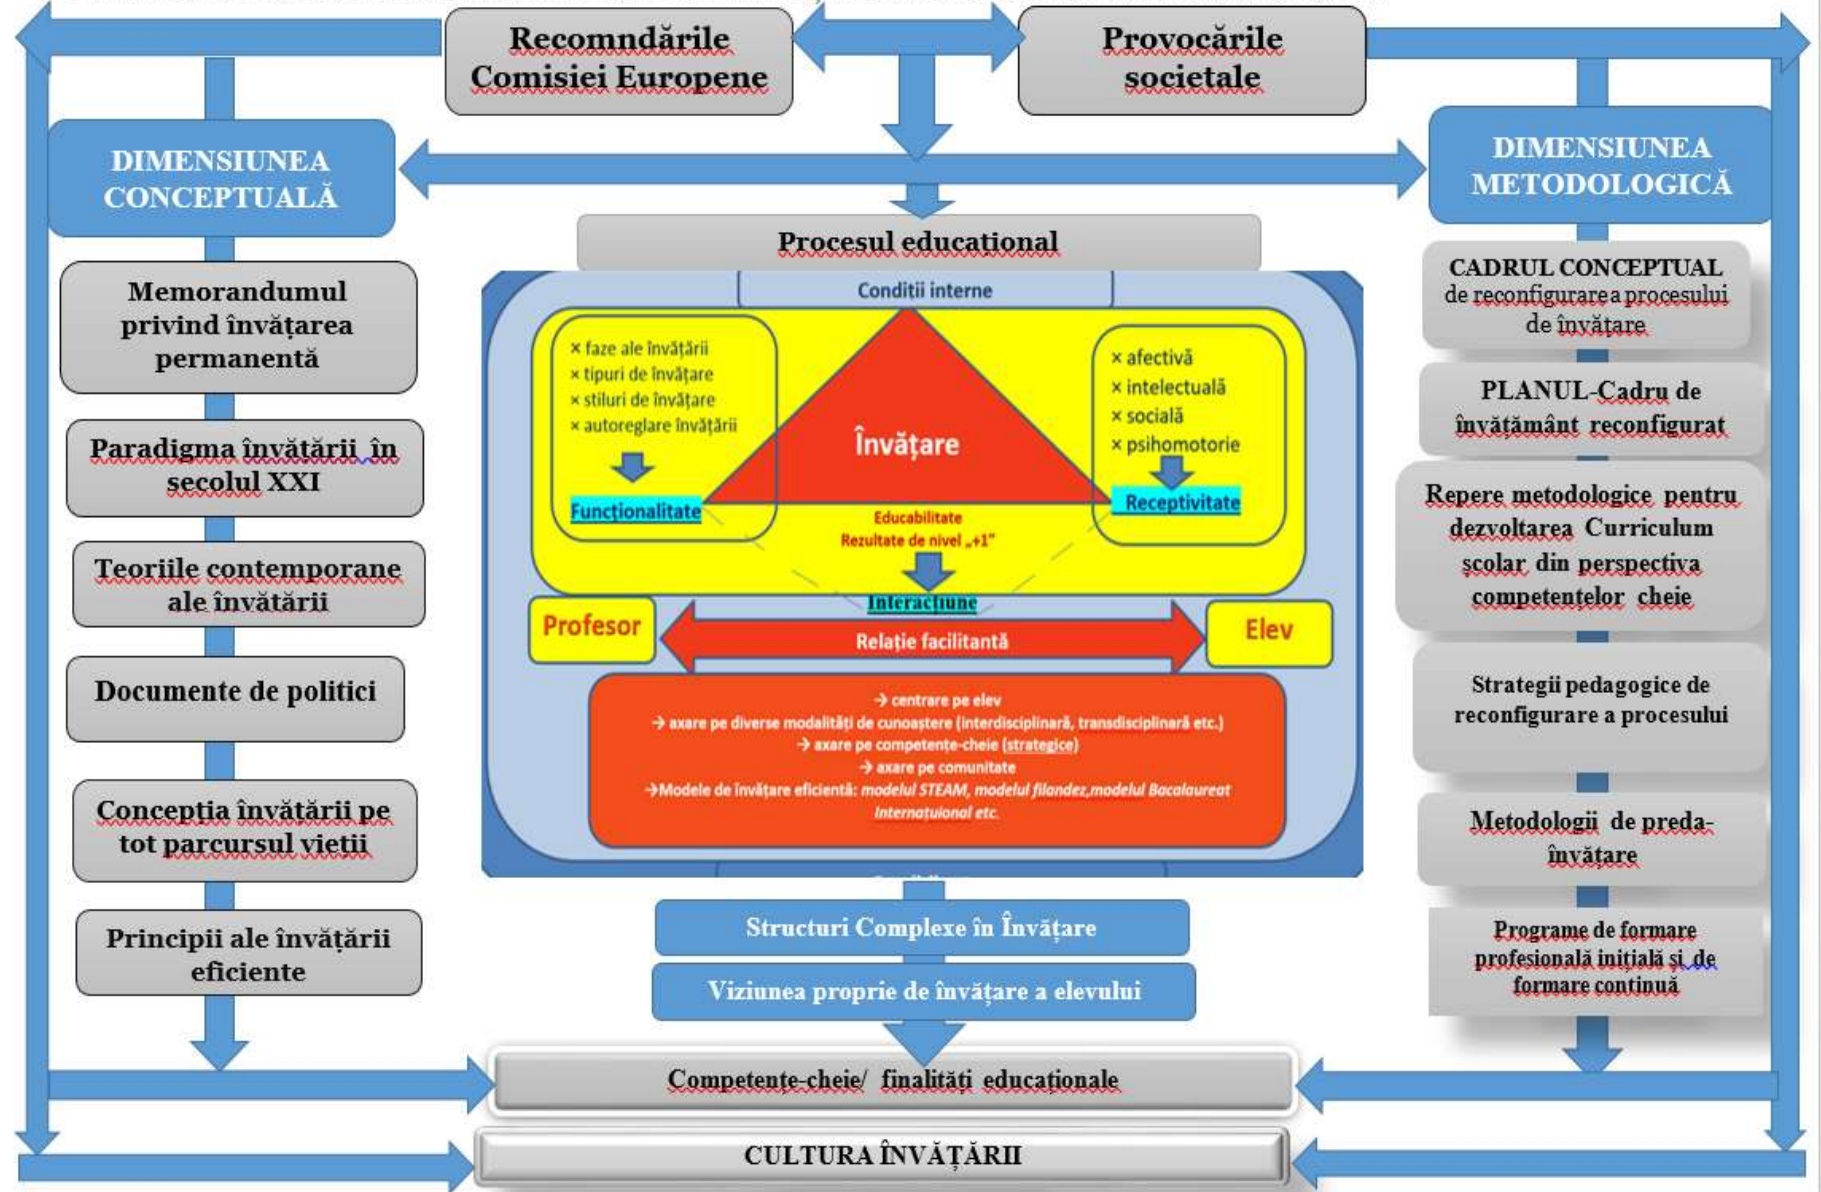 Recomndările
Comisiei Europene
Provocările
societale
DIMENSIUNEA
CONCEPTUALĂ
DIMENSIUNEA
METODOLOGICĂ
Memorandumul
privind învățarea
permanentă
Paradigma învățării în
secolul XXI
Teoriile contemporane
ale învătării
Documente de politici
Concepția învățării pe
tot parcursul vieții
Principii ale învățării
eficiente
Procesul educațional
Condiții interne
× faze ale învățării
× tipuri de învățare
× stiluri de învățare
× autoreglare învățării
Funcționalitate
Învățare
× afectivă
× intelectuală
× socială
× psihomotorie
Receptivitate
Educabilitate
Rezultate de nivel „+1”
Interacțiune
Profesor
Relație facilitantă
Elev
→ centrare pe elev
→ axare pe diverse modalități de cunoaștere (interdisciplinară, transdisciplinară etc.)
→ axare pe competențe-cheie (strategice)
→ axare pe comunitate
→Modele de învățare eficientă: modelul STEAM, modelul filandez,modelul Bacalaureat
Internațuional etc.
Structuri Complexe în Învățare
Viziunea proprie de învățare a elevului
CADRUL CONCEPTUAL
de reconfigurarea procesului
de învățare
PLANUL-Cadru de
învățământ reconfigurat
Repere metodologice pentru
dezvoltarea Curriculum
școlar din perspectiva
competențelor cheie
Strategii pedagogice de
reconfigurare a procesului
Metodologii de preda-
învățare
Programe de formare
profesională inițială și de
formare continuă
Competențe-cheie/ finalități educaționale
CULTURA ÎNVĂȚĂRII